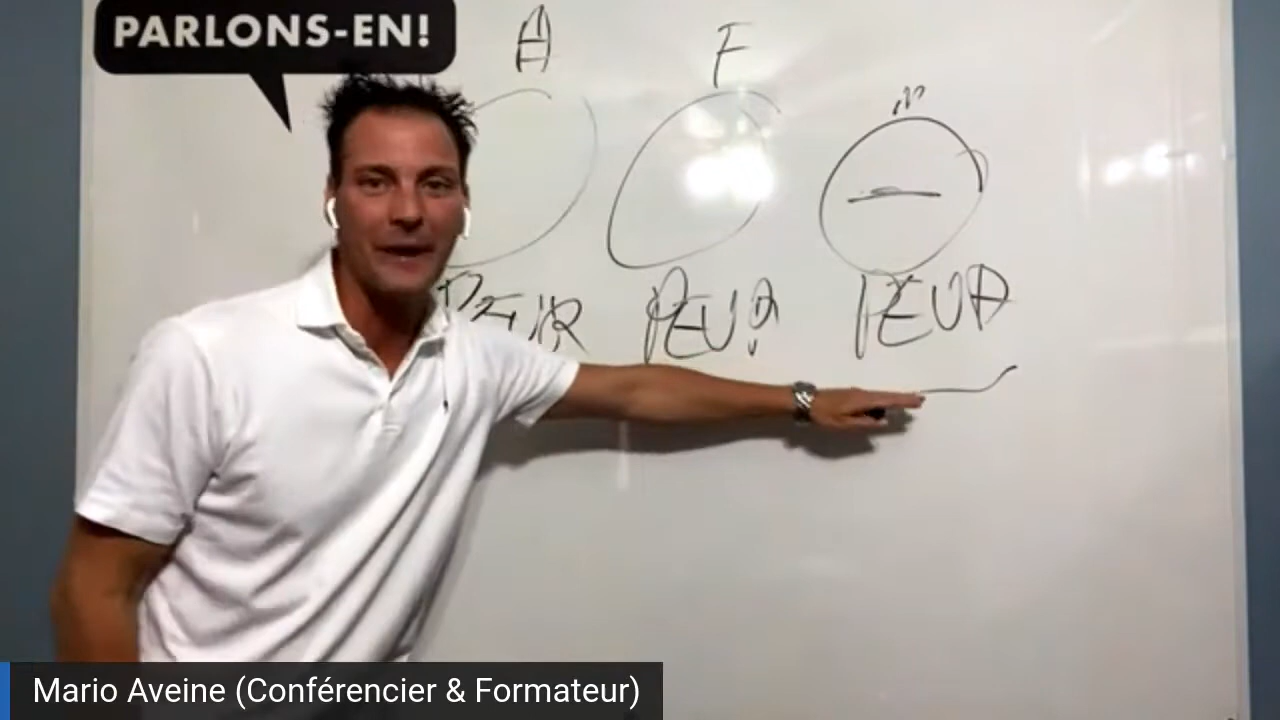 PARLONS-EN!
A F
PEUR PEUR PEUR
Mario Aveine (Conférencier & Formateur)